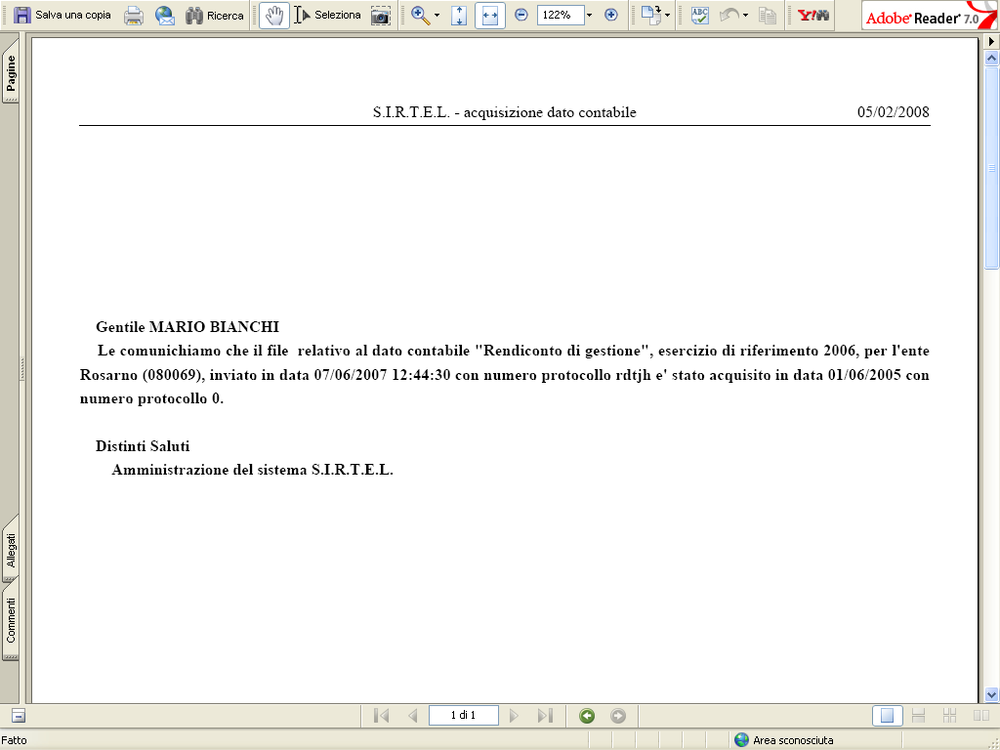 Salva una copia
Ricerca
Seleziona
122%
Y!
Adobe Reader 7.0
Pagine
S.I.R.T.E.L. - acquisizione dato contabile 05/02/2008
Gentile MARIO BIANCHI
Le comunichiamo che il file relativo al dato contabile "Rendiconto di gestione", esercizio di riferimento 2006, per l'ente
Rosarno (080069), inviato in data 07/06/2007 12:44:30 con numero protocollo rdtjh e' stato acquisito in data 01/06/2005 con
numero protocollo 0.
Distinti Saluti
Amministrazione del sistema S.I.R.T.E.L.
Allegati
Commenti
1 di 1
Fatto
Area sconosciuta